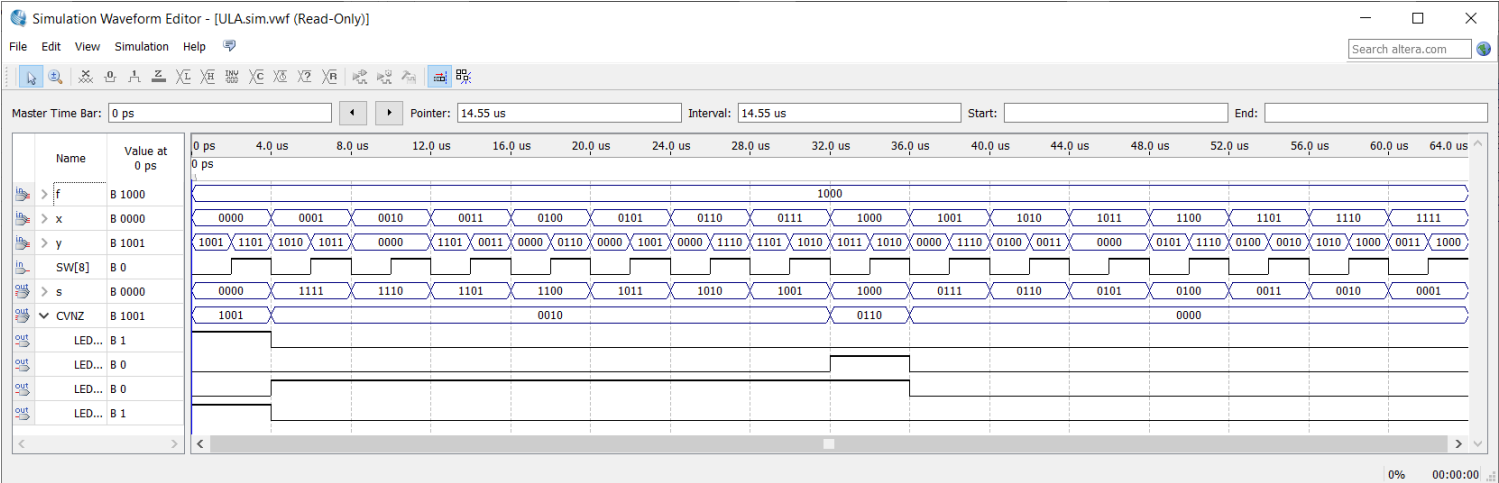 Simulation Waveform Editor - [ULA.sim.vwf (Read-Only)]
File Edit View Simulation Help
Search altera.com
Master Time Bar: 0 ps Pointer: 14.55 us Interval: 14.55 us Start: End:
Name Value at 0 ps
0 ps 4.0 us 8.0 us 12.0 us 16.0 us 20.0 us 24.0 us 28.0 us 32.0 us 36.0 us 40.0 us 44.0 us 48.0 us 52.0 us 56.0 us 60.0 us 64.0 us
0 ps
f B 1000 1000
x B 0000 0000 0001 0010 0011 0100 0101 0110 0111 1000 1001 1010 1011 1100 1101 1110 1111
y B 1001 1001 1101 1010 1011 0000 1101 0011 0000 0110 0000 1001 0000 1110 1101 1010 1011 1010 0000 1110 0100 0011 0000 0101 1110 0100 0010 1010 1000 0011 1000
SW[8] B 0
s B 0000 0000 1111 1110 1101 1100 1011 1010 1001 1000 0111 0110 0101 0100 0011 0010 0001
CVNZ B 1001 1001 0010 0110 0000
LED... B 1
LED... B 0
LED... B 0
LED... B 1
0% 00:00:00